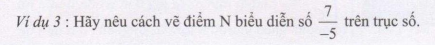 Ví dụ 3 : Hãy nêu cách vẽ điểm N biểu diễn số 7/−5 trên trục số.